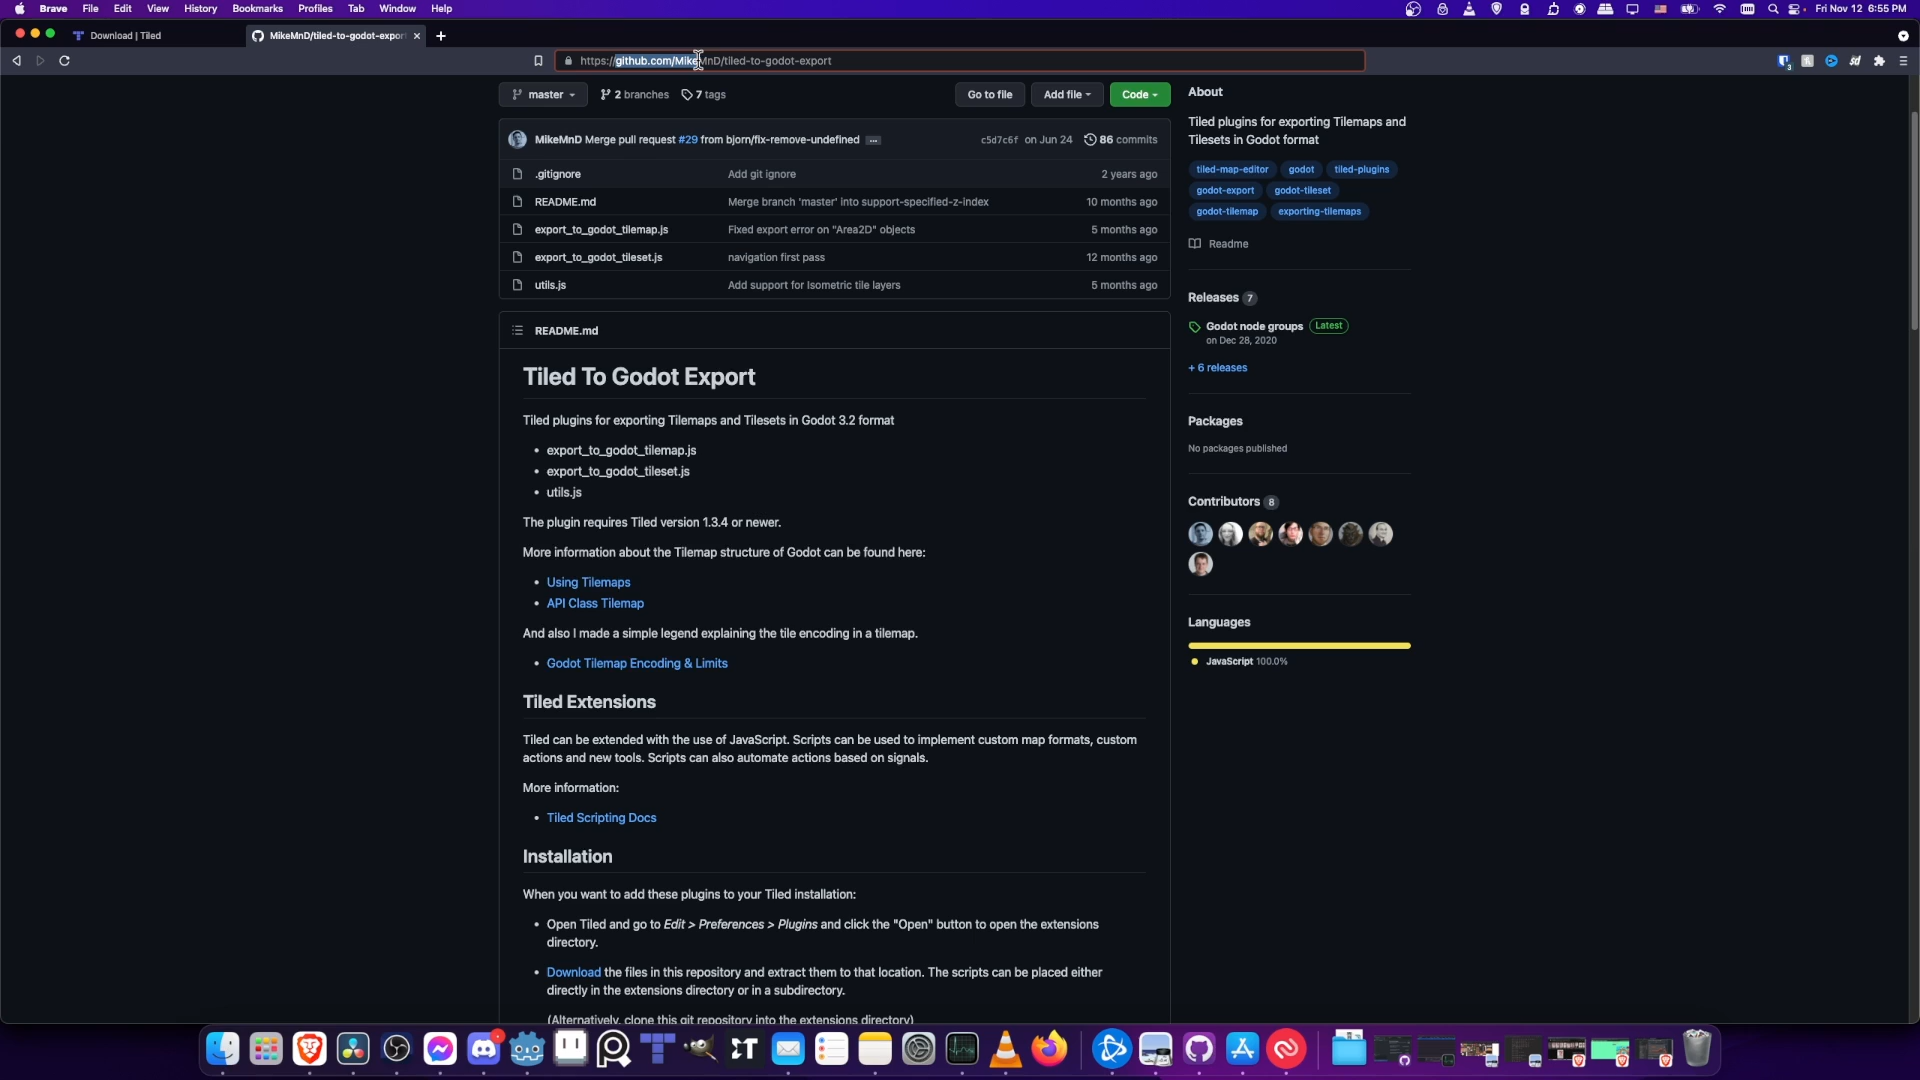 Brave File Edit View History Bookmarks Profiles Tab Window Help Fri Nov 12 6:55 PM
Download | Tiled MikeMnD/tiled-to-godot-export
https://github.com/MikeMnD/tiled-to-godot-export
master 2 branches 7 tags Go to file Add file Code
MikeMnD Merge pull request #29 from bjorn/fix-remove-undefined ... c5d7c6f on Jun 24 86 commits
.gitignore Add git ignore 2 years ago
README.md Merge branch 'master' into support-specified-z-index 10 months ago
export_to_godot_tilemap.js Fixed export error on "Area2D" objects 5 months ago
export_to_godot_tileset.js navigation first pass 12 months ago
utils.js Add support for Isometric tile layers 5 months ago
README.md
Tiled To Godot Export
Tiled plugins for exporting Tilemaps and Tilesets in Godot 3.2 format
• export_to_godot_tilemap.js
• export_to_godot_tileset.js
• utils.js
The plugin requires Tiled version 1.3.4 or newer.
More information about the Tilemap structure of Godot can be found here:
• Using Tilemaps
• API Class Tilemap
And also I made a simple legend explaining the tile encoding in a tilemap.
• Godot Tilemap Encoding & Limits
Tiled Extensions
Tiled can be extended with the use of JavaScript. Scripts can be used to implement custom map formats, custom
actions and new tools. Scripts can also automate actions based on signals.
More information:
• Tiled Scripting Docs
Installation
When you want to add these plugins to your Tiled installation:
• Open Tiled and go to Edit > Preferences > Plugins and click the "Open" button to open the extensions
directory.
• Download the files in this repository and extract them to that location. The scripts can be placed either
directly in the extensions directory or in a subdirectory.
(Alternatively, clone this git repository into the extensions directory)
About
Tiled plugins for exporting Tilemaps and
Tilesets in Godot format
tiled-map-editor godot tiled-plugins
godot-export godot-tileset
godot-tilemap exporting-tilemaps
Readme
Releases 7
Godot node groups Latest
on Dec 28, 2020
+ 6 releases
Packages
No packages published
Contributors 8
Languages
JavaScript 100.0%